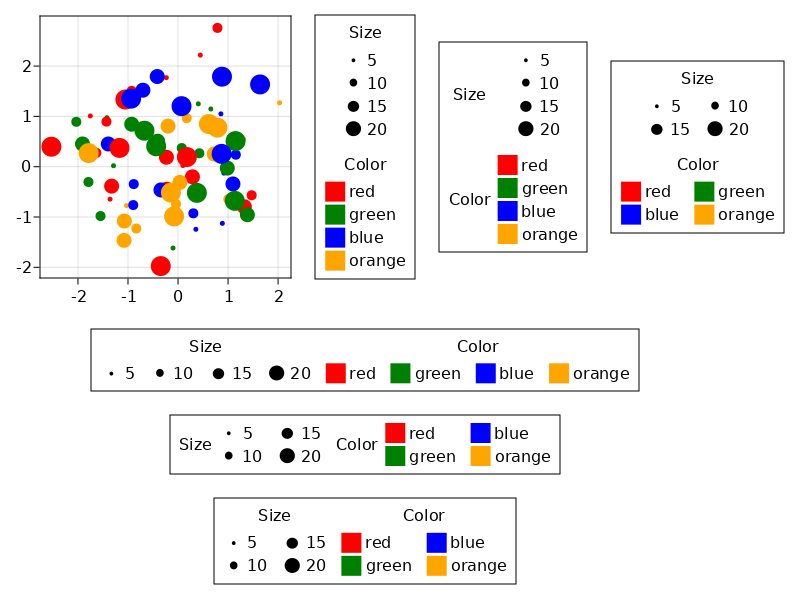 2
1
0
-1
-2
-2 -1 0 1 2
Size
5
10
15
20
Color
red
green
blue
orange
Size
5
10
15
20
Color
red
green
blue
orange
Size
5 10
15 20
Color
red green
blue orange
Size Color
5 10 15 20 red green blue orange
Size 5 15 Color red blue
10 20 green orange
Size Color
5 15 red blue
10 20 green orange